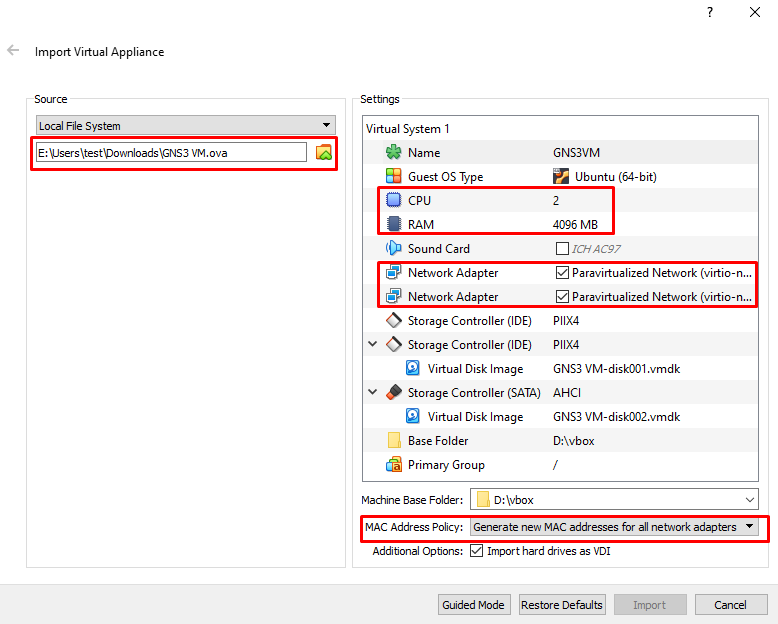 ?
Import Virtual Appliance
Source
Local File System
E:\Users\test\Downloads\GNS3 VM.ova
Settings
Virtual System 1
Name GNS3VM
Guest OS Type Ubuntu (64-bit)
CPU 2
RAM 4096 MB
Sound Card ICH AC97
Network Adapter Paravirtualized Network (virtio-n...
Network Adapter Paravirtualized Network (virtio-n...
Storage Controller (IDE) PIIX4
Storage Controller (IDE) PIIX4
Virtual Disk Image GNS3 VM-disk001.vmdk
Storage Controller (SATA) AHCI
Virtual Disk Image GNS3 VM-disk002.vmdk
Base Folder D:\vbox
Primary Group /
Machine Base Folder: D:\vbox
MAC Address Policy: Generate new MAC addresses for all network adapters
Additional Options: Import hard drives as VDI
Guided Mode Restore Defaults Import Cancel